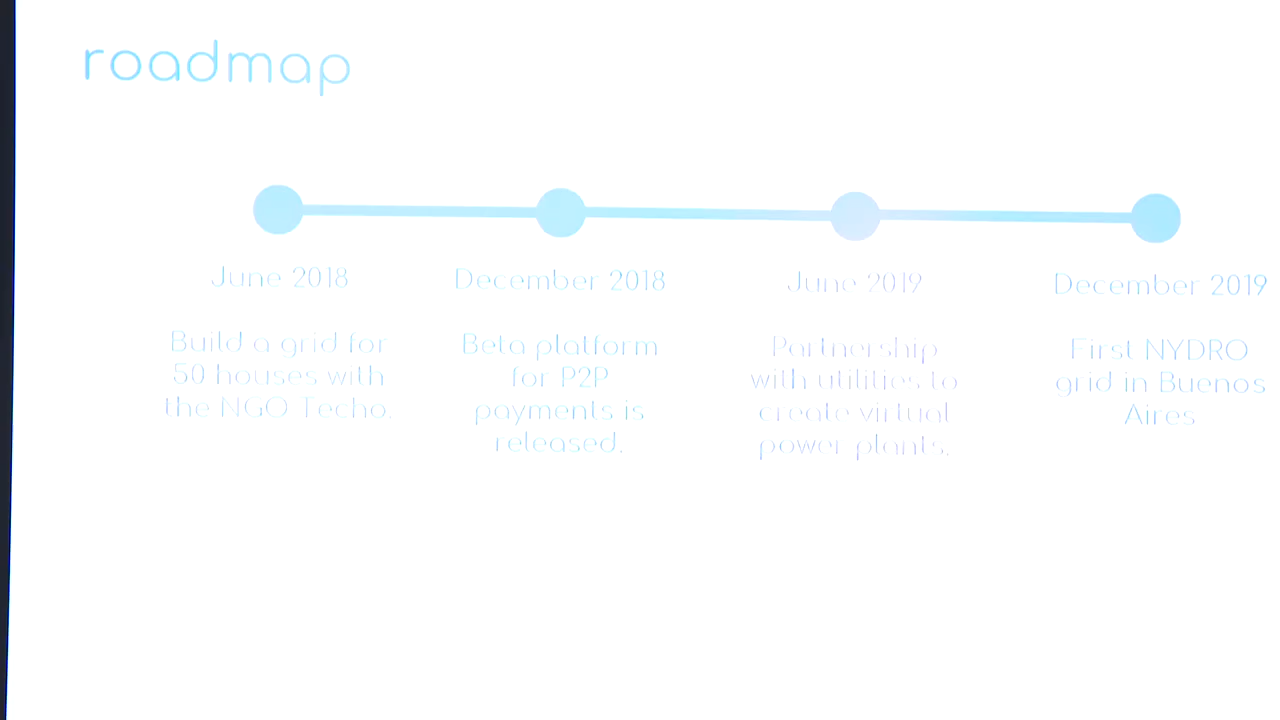 roadmap
June 2018
Build a grid for
50 houses with
the NGO Techo.
December 2018
Beta platform
for P2P
payments is
released.
June 2019
Partnership
with utilities to
create virtual
power plants.
December 2019
First NYDRO
grid in Buenos
Aires